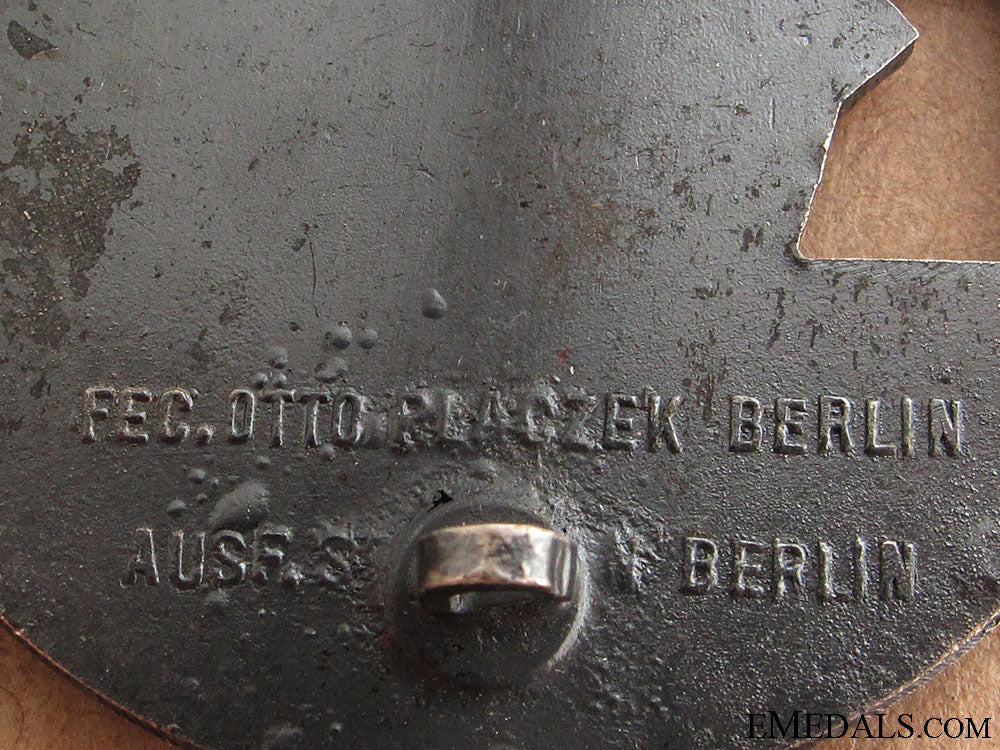 FEC. OTTO PLACZEK BERLIN
AUSF. BERLIN
EMEDALS.COM